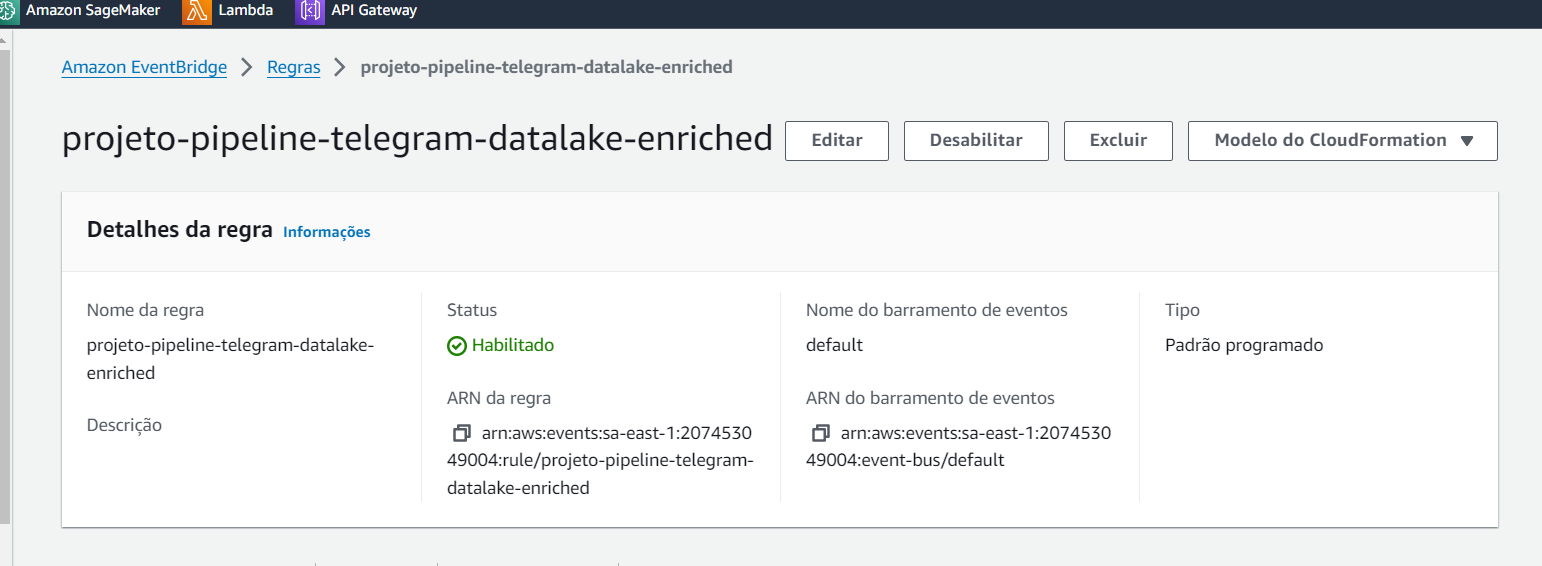 Amazon SageMaker Lambda API Gateway
Amazon EventBridge > Regras > projeto-pipeline-telegram-datalake-enriched
projeto-pipeline-telegram-datalake-enriched Editar Desabilitar Excluir Modelo do CloudFormation ▼
Detalhes da regra Informações
Nome da regra
projeto-pipeline-telegram-datalake-
enriched
Descrição
Status
Habilitado
ARN da regra
arn:aws:events:sa-east-1:2074530
49004:rule/projeto-pipeline-telegram-
datalake-enriched
Nome do barramento de eventos
default
ARN do barramento de eventos
arn:aws:events:sa-east-1:2074530
49004:event-bus/default
Tipo
Padrão programado